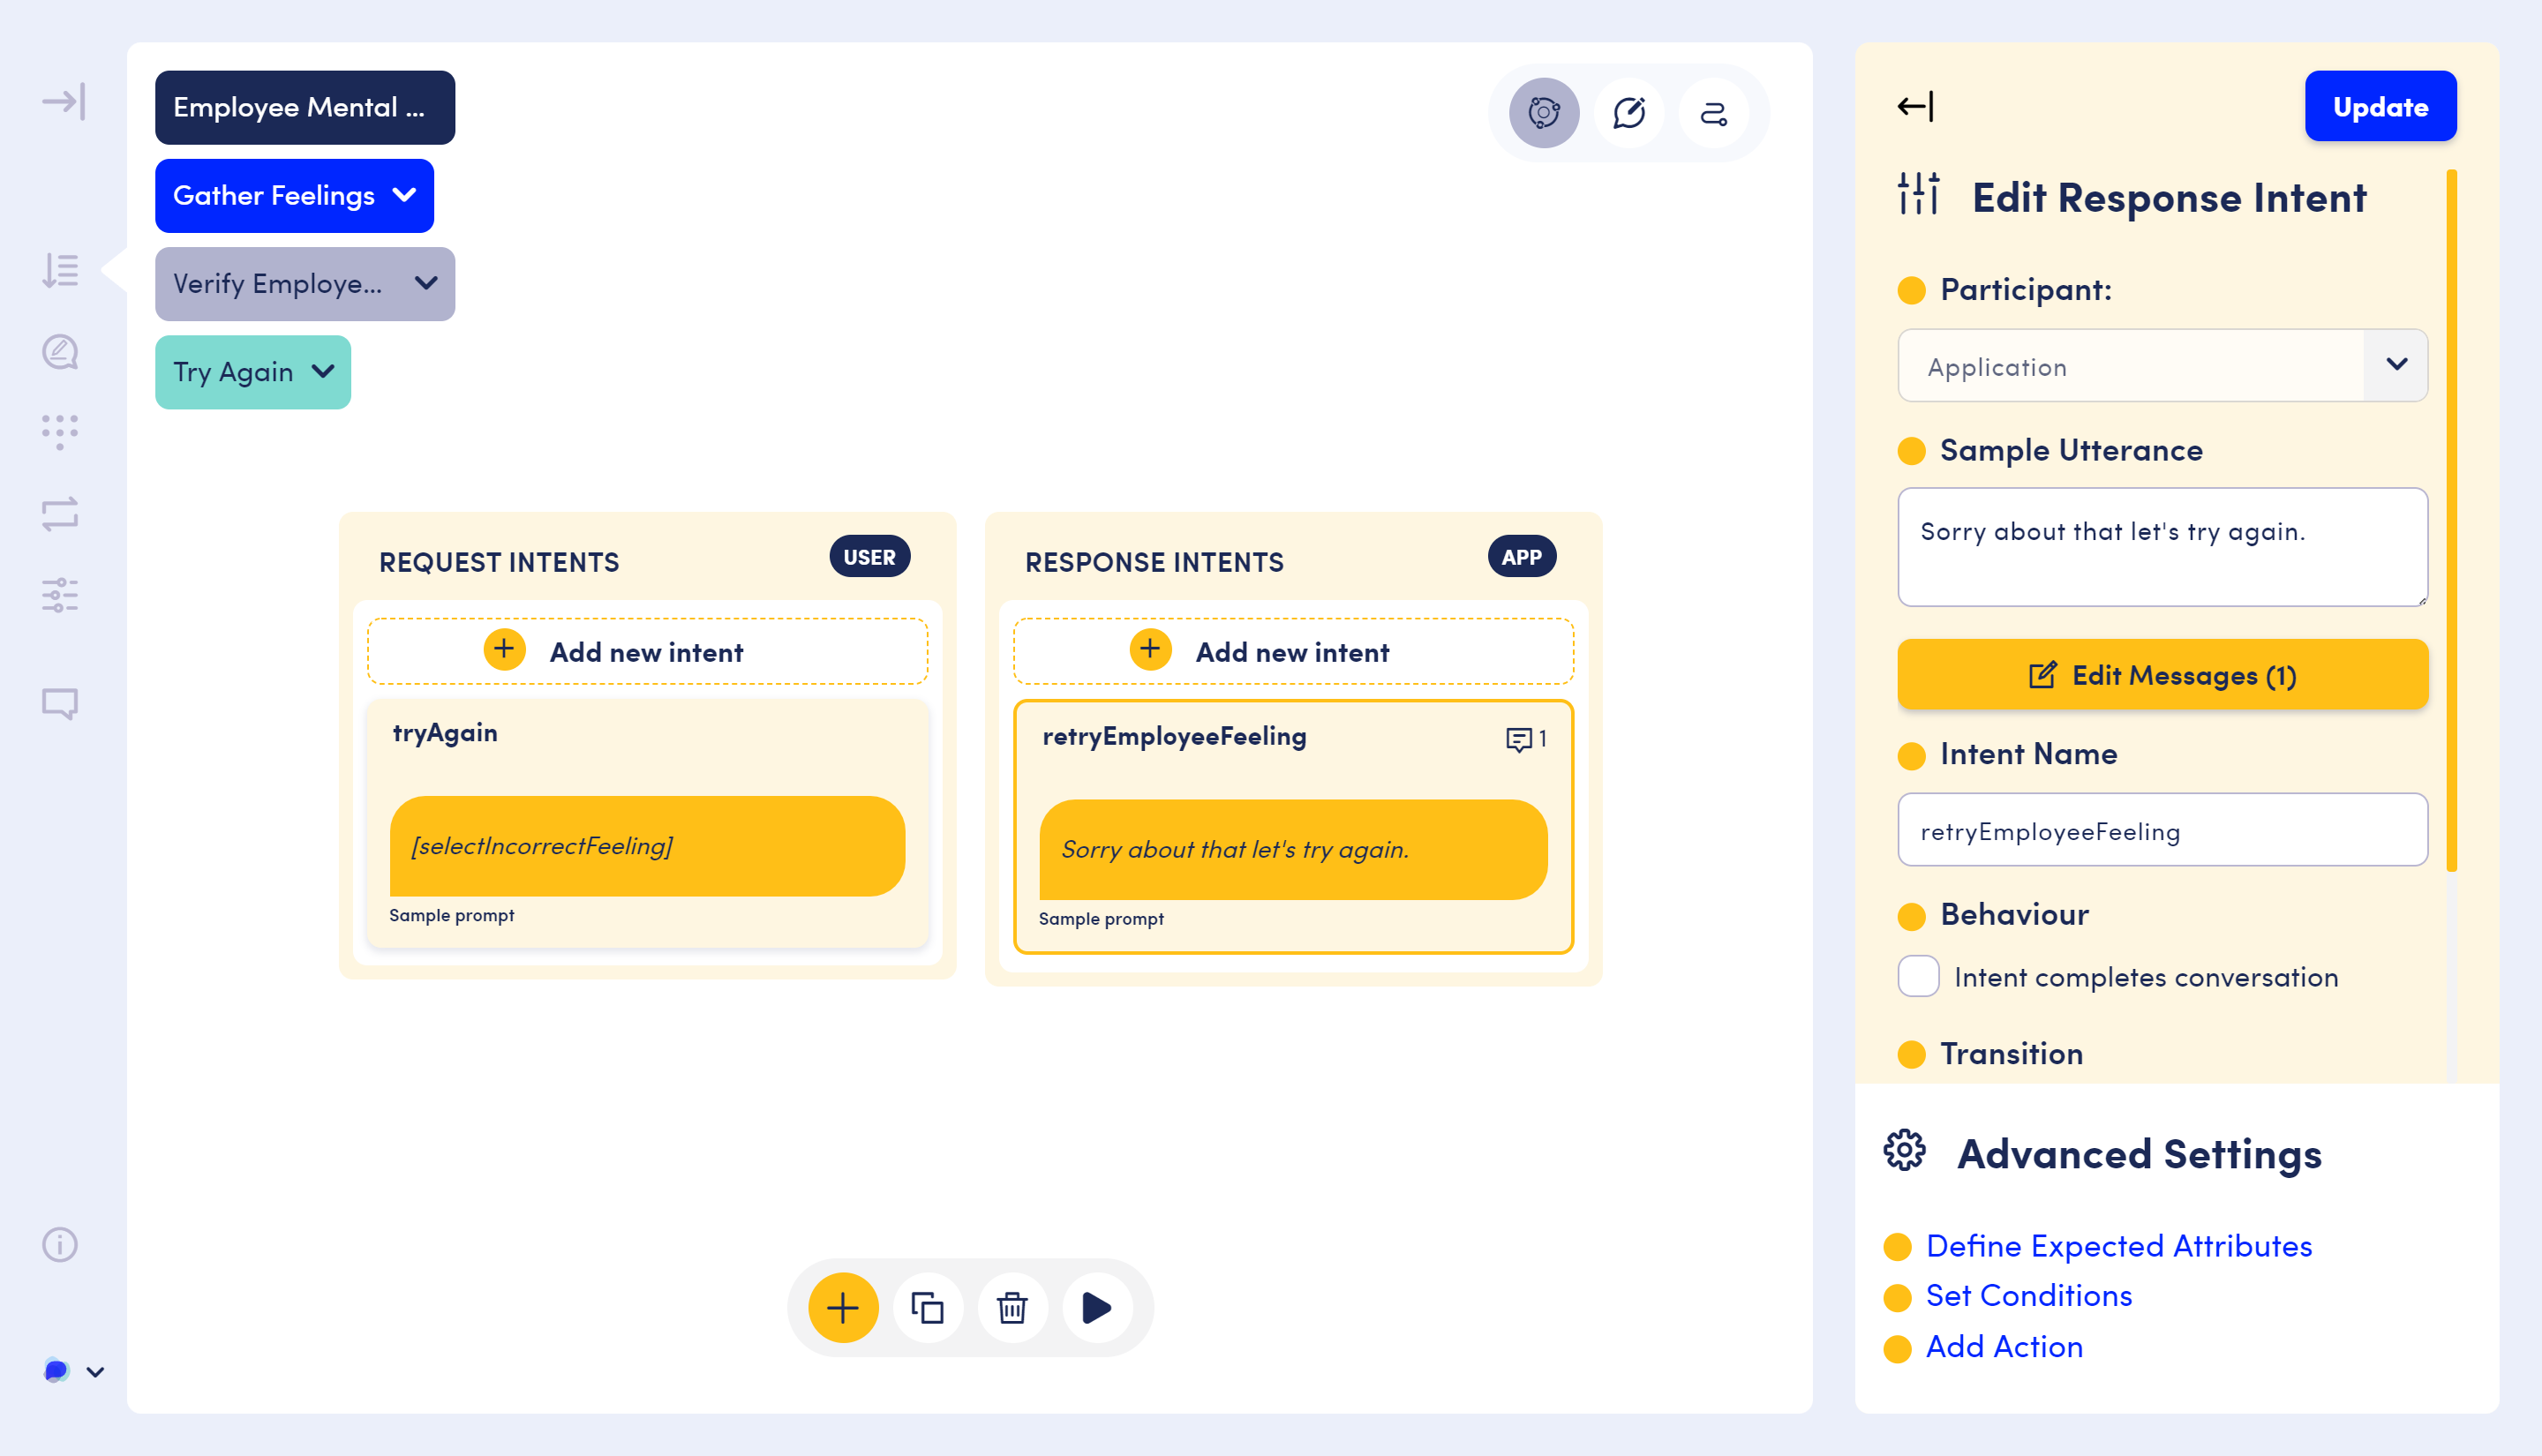 Employee Mental ...
Gather Feelings
Verify Employe...
Try Again
REQUEST INTENTS
USER
Add new intent
tryAgain
[selectIncorrectFeeling]
Sample prompt
RESPONSE INTENTS
APP
Add new intent
retryEmployeeFeeling
1
Sorry about that let's try again.
Sample prompt
Update
Edit Response Intent
Participant:
Application
Sample Utterance
Sorry about that let's try again.
Edit Messages (1)
Intent Name
retryEmployeeFeeling
Behaviour
Intent completes conversation
Transition
Advanced Settings
Define Expected Attributes
Set Conditions
Add Action